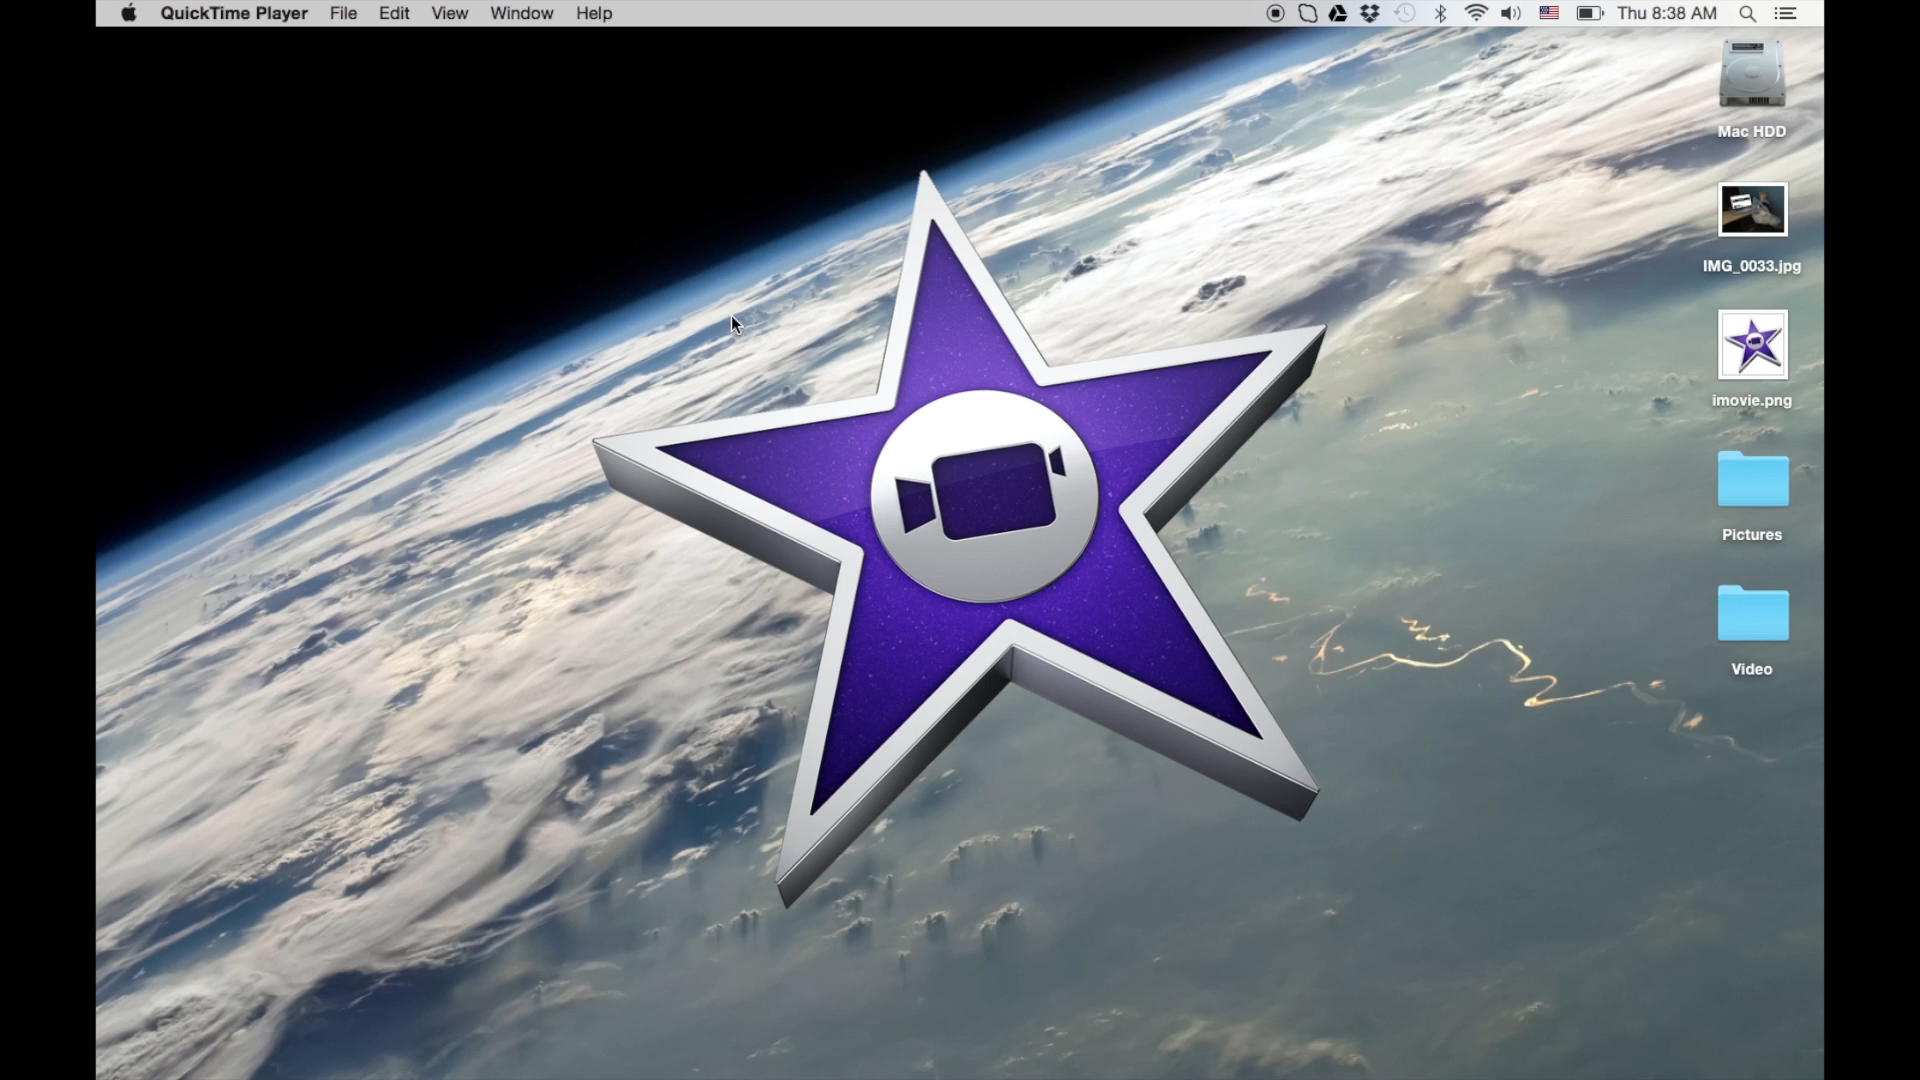 QuickTime Player File Edit View Window Help Thu 8:38 AM
Mac HDD
IMG_0033.jpg
imovie.png
Pictures
Video